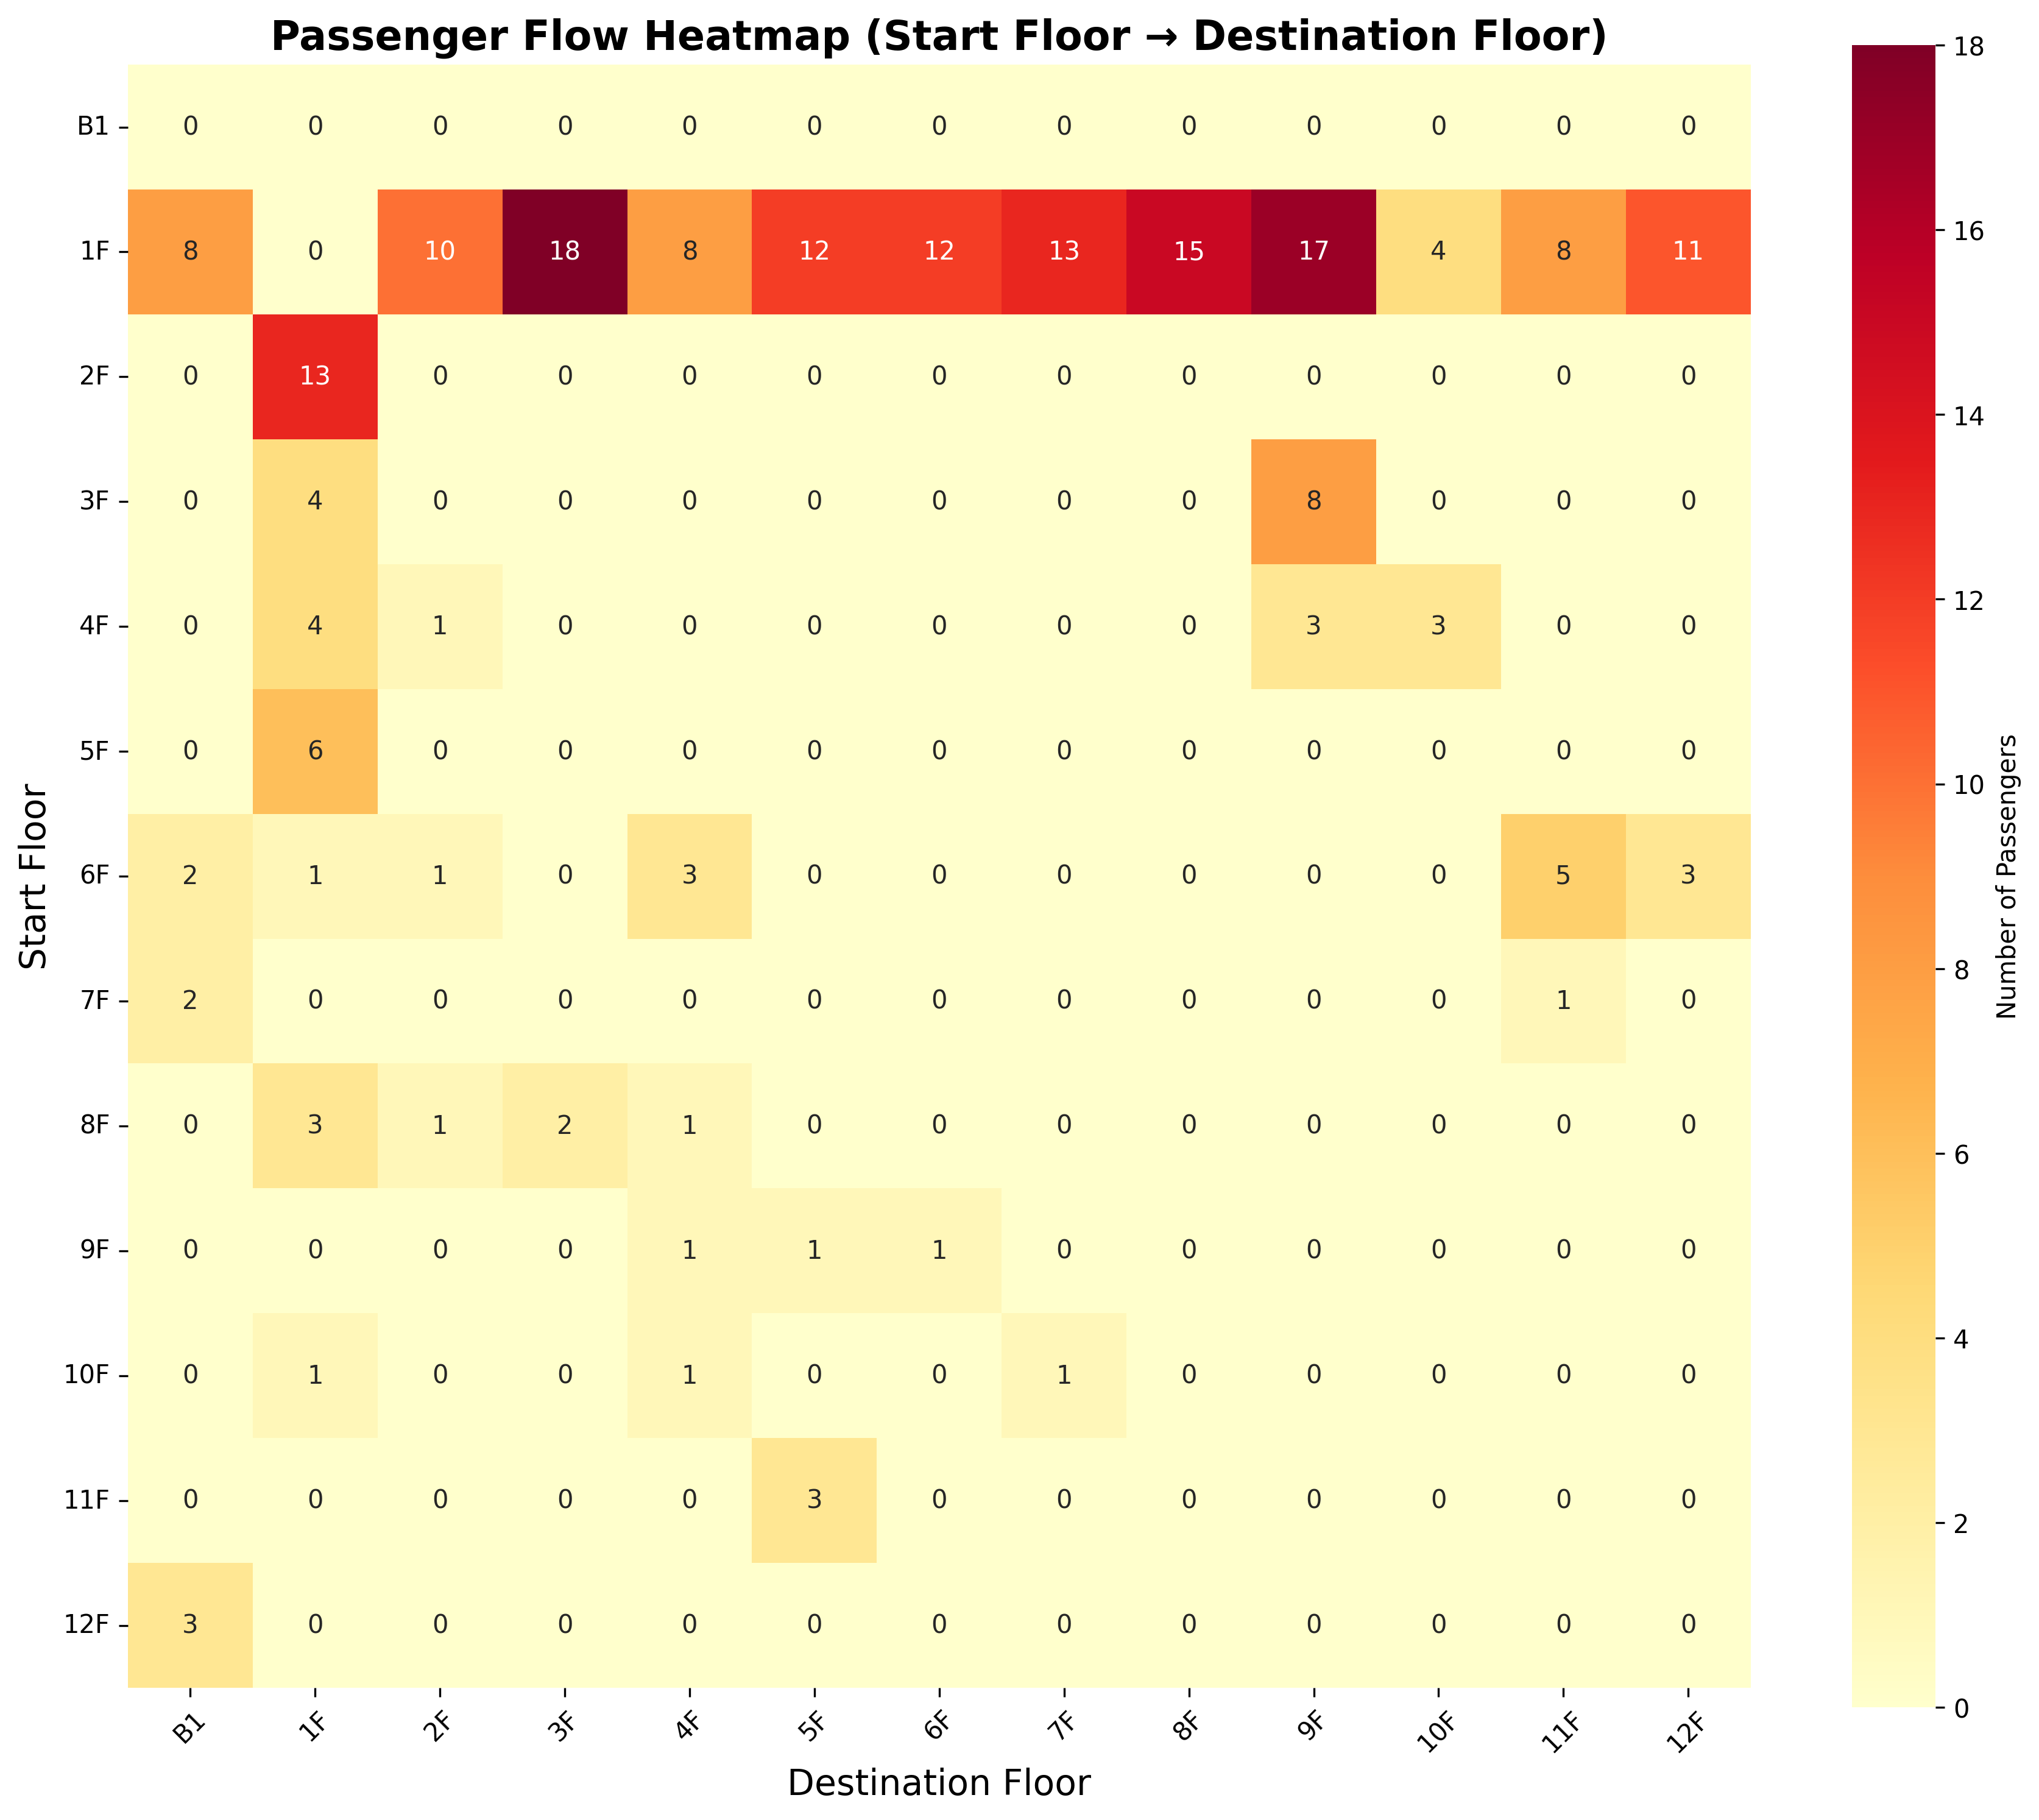 Passenger Flow Heatmap (Start Floor → Destination Floor)
B1 0 0 0 0 0 0 0 0 0 0 0 0 0
1F 8 0 10 18 8 12 12 13 15 17 4 8 11
2F 0 13 0 0 0 0 0 0 0 0 0 0 0
3F 0 4 0 0 0 0 0 0 0 8 0 0 0
4F 0 4 1 0 0 0 0 0 0 3 3 0 0
5F 0 6 0 0 0 0 0 0 0 0 0 0 0
6F 2 1 1 0 3 0 0 0 0 0 0 5 3
7F 2 0 0 0 0 0 0 0 0 0 0 1 0
8F 0 3 1 2 1 0 0 0 0 0 0 0 0
9F 0 0 0 0 1 1 1 0 0 0 0 0 0
10F 0 1 0 0 1 0 0 1 0 0 0 0 0
11F 0 0 0 0 0 3 0 0 0 0 0 0 0
12F 3 0 0 0 0 0 0 0 0 0 0 0 0
B1 1F 2F 3F 4F 5F 6F 7F 8F 9F 10F 11F 12F
Start Floor
Destination Floor
18
16
14
12
10
8
6
4
2
0
Number of Passengers